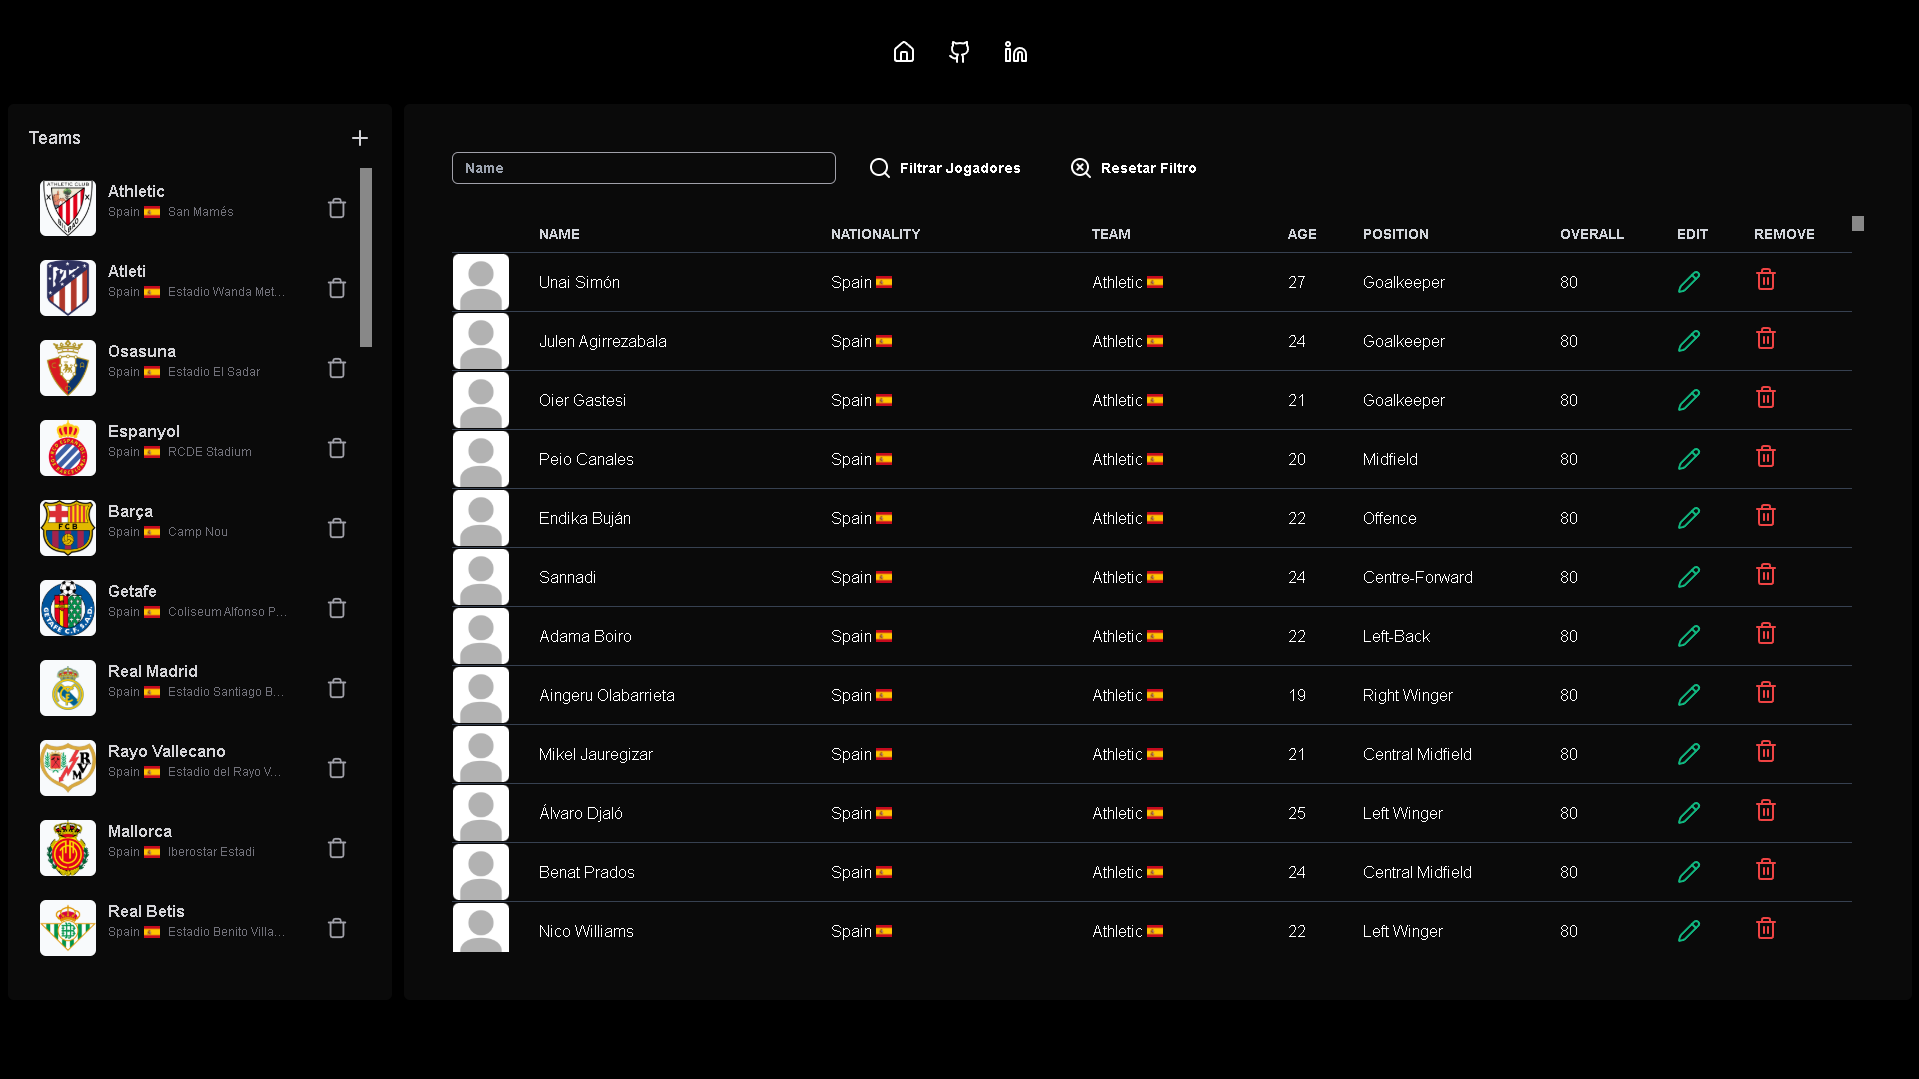 Teams
Athletic
Spain San Mamés
Atleti
Spain Estadio Wanda Met...
Osasuna
Spain Estadio El Sadar
Espanyol
Spain RCDE Stadium
Barça
Spain Camp Nou
Getafe
Spain Coliseum Alfonso P...
Real Madrid
Spain Estadio Santiago B...
Rayo Vallecano
Spain Estadio del Rayo V...
Mallorca
Spain Iberostar Estadi
Real Betis
Spain Estadio Benito Villa...
Name Filtrar Jogadores Resetar Filtro
NAME NATIONALITY TEAM AGE POSITION OVERALL EDIT REMOVE
Unai Simón Spain Athletic 27 Goalkeeper 80
Julen Agirrezabala Spain Athletic 24 Goalkeeper 80
Oier Gastesi Spain Athletic 21 Goalkeeper 80
Peio Canales Spain Athletic 20 Midfield 80
Endika Buján Spain Athletic 22 Offence 80
Sannadi Spain Athletic 24 Centre-Forward 80
Adama Boiro Spain Athletic 22 Left-Back 80
Aingeru Olabarrieta Spain Athletic 19 Right Winger 80
Mikel Jauregizar Spain Athletic 21 Central Midfield 80
Álvaro Djaló Spain Athletic 25 Left Winger 80
Benat Prados Spain Athletic 24 Central Midfield 80
Nico Williams Spain Athletic 22 Left Winger 80